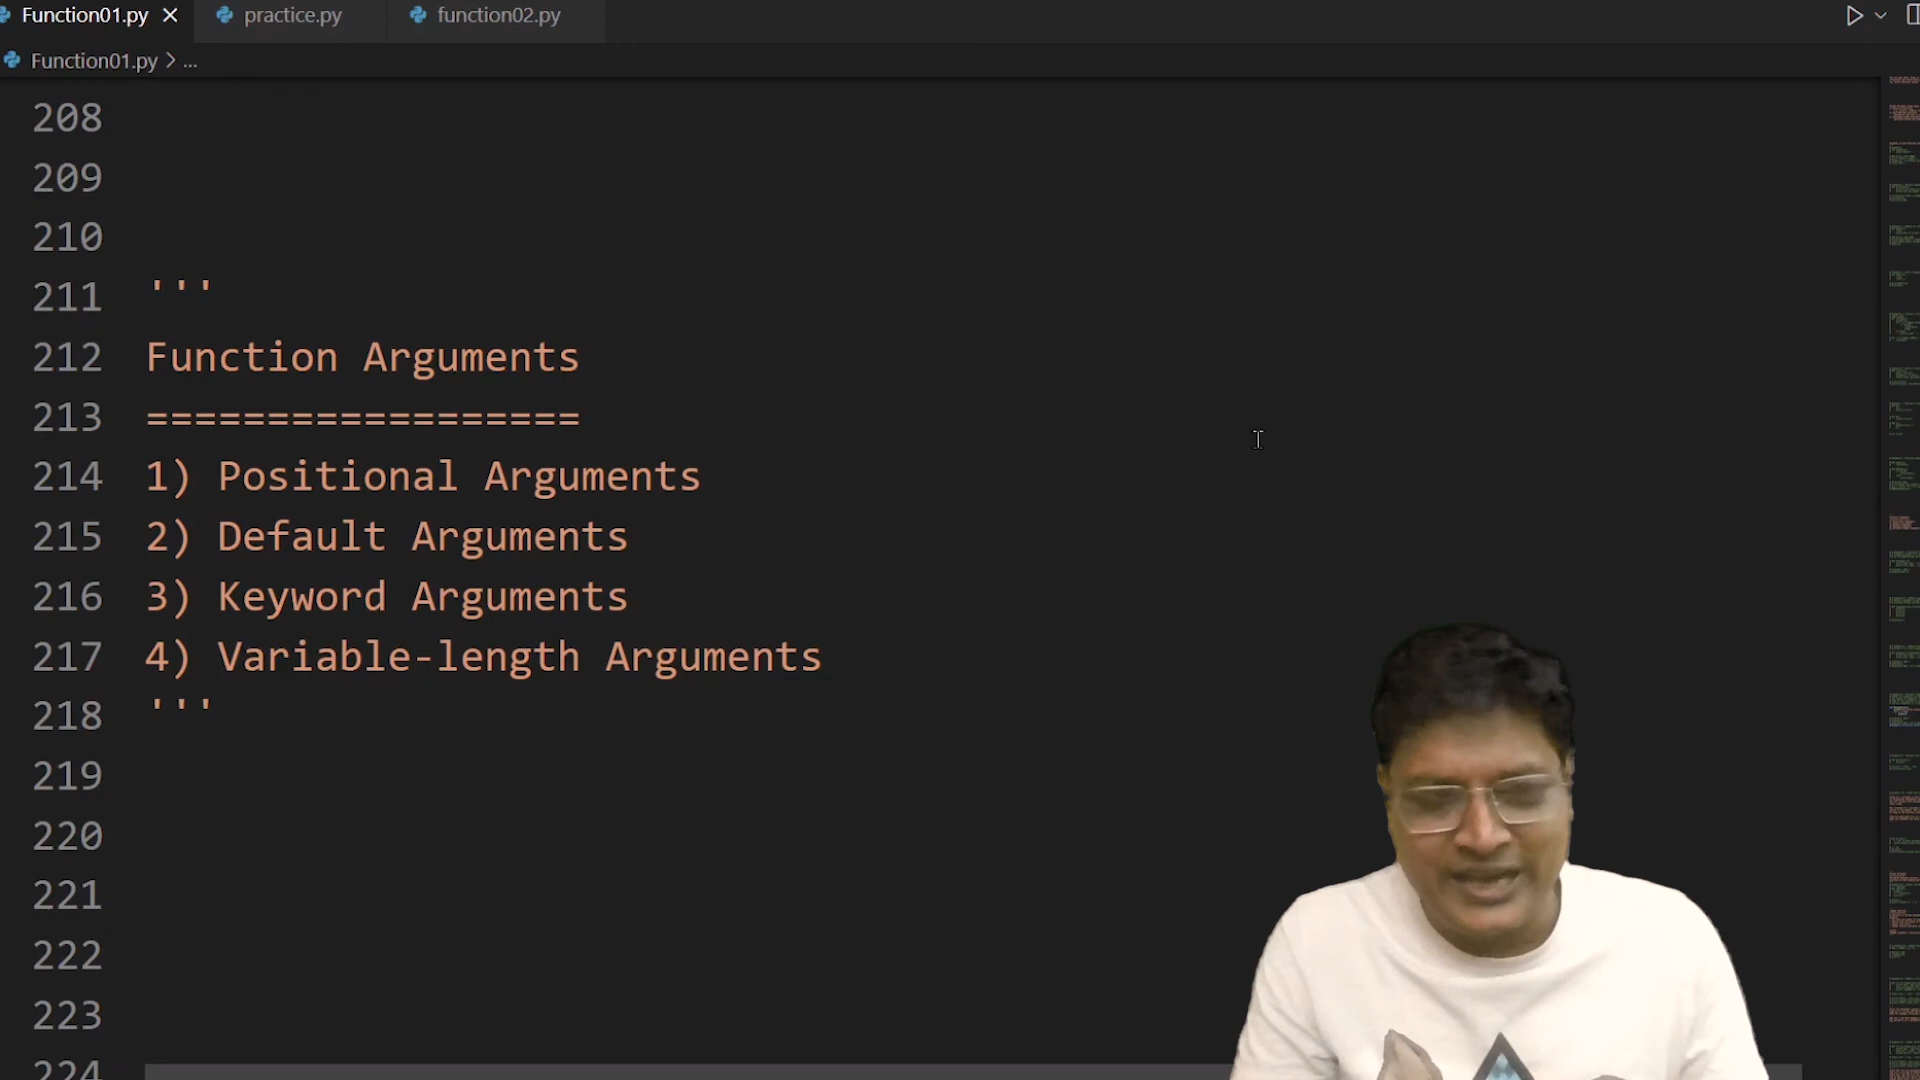 Function01.py
practice.py
function02.py
Function01.py > ...
208
209
210
211 '''
212 Function Arguments
213 ==================
214 1) Positional Arguments
215 2) Default Arguments
216 3) Keyword Arguments
217 4) Variable-length Arguments
218 '''
219
220
221
222
223
224